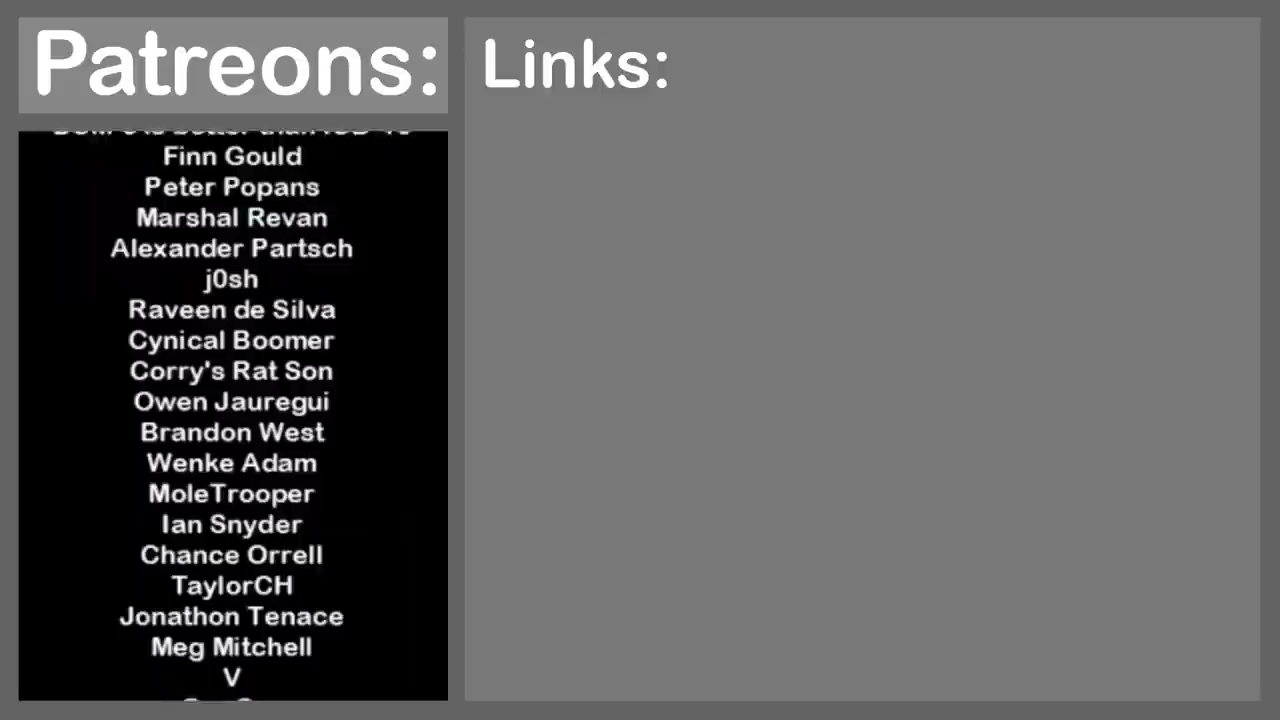 Patreons:
Links:
Finn Gould
Peter Popans
Marshal Revan
Alexander Partsch
j0sh
Raveen de Silva
Cynical Boomer
Corry's Rat Son
Owen Jauregui
Brandon West
Wenke Adam
MoleTrooper
Ian Snyder
Chance Orrell
TaylorCH
Jonathon Tenace
Meg Mitchell
V